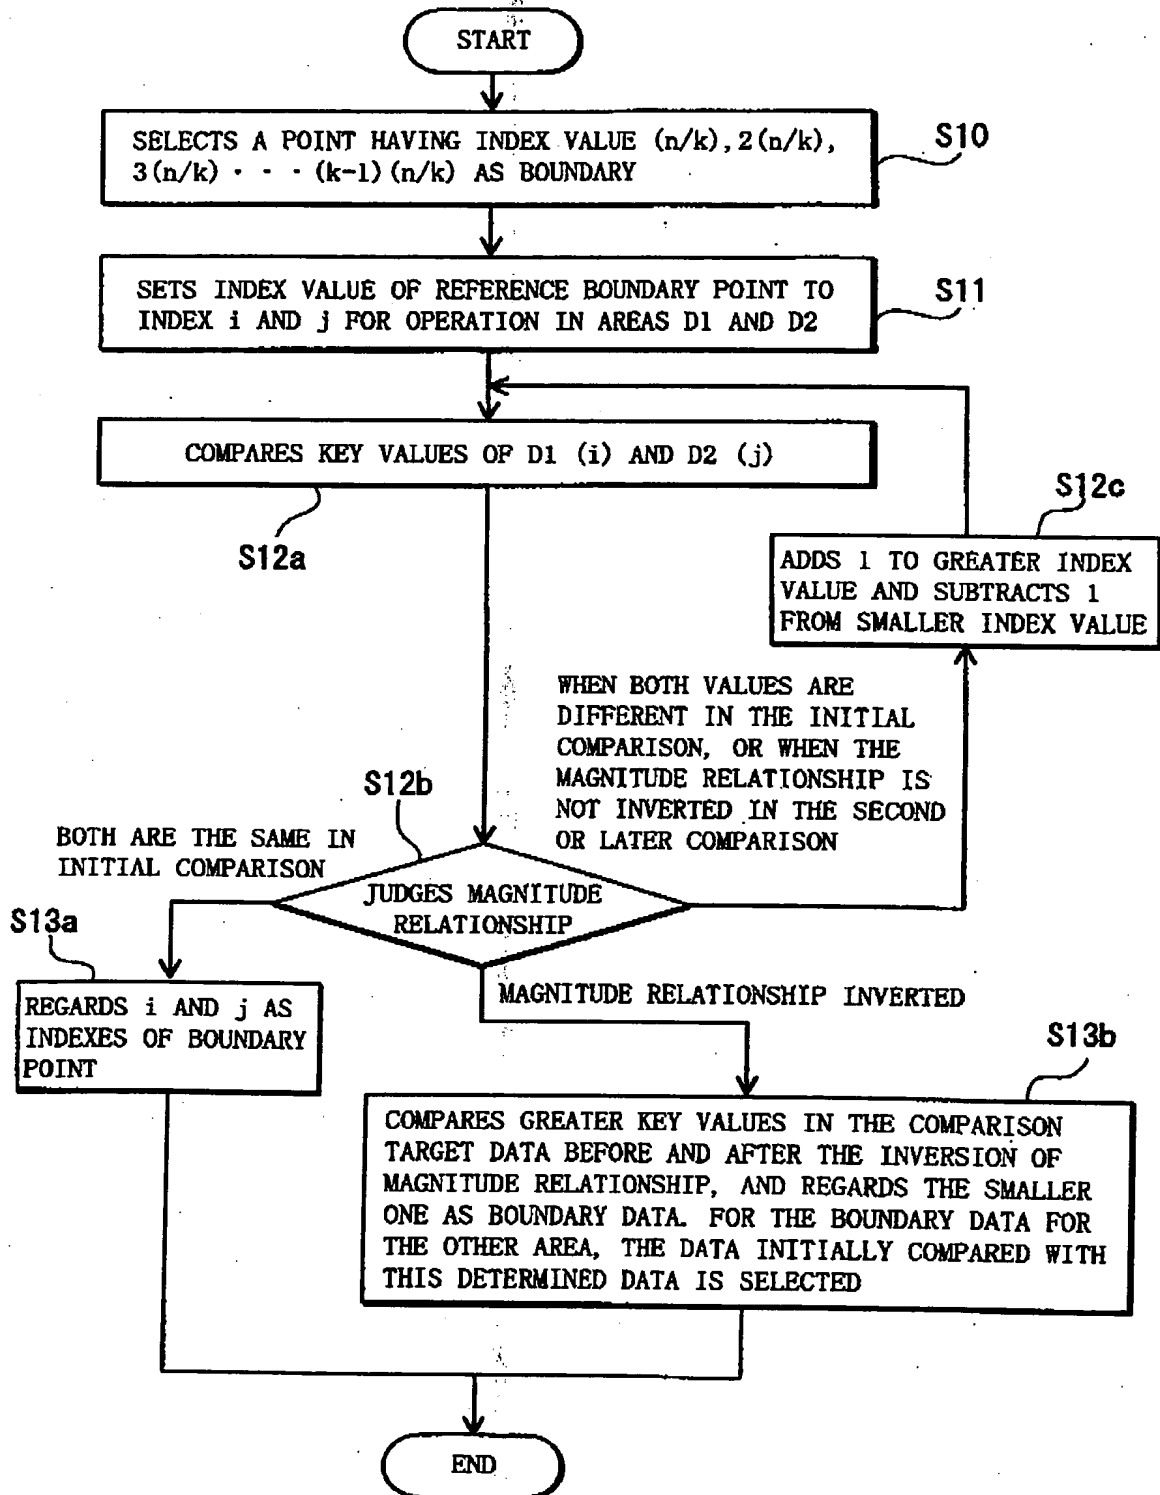 START
SELECTS A POINT HAVING INDEX VALUE (n/k), 2(n/k),
3(n/k) · · · (k-1)(n/k) AS BOUNDARY
S10
SETS INDEX VALUE OF REFERENCE BOUNDARY POINT TO
INDEX i AND j FOR OPERATION IN AREAS D1 AND D2
S11
COMPARES KEY VALUES OF D1 (i) AND D2 (j)
S12a
S12c
ADDS 1 TO GREATER INDEX
VALUE AND SUBTRACTS 1
FROM SMALLER INDEX VALUE
WHEN BOTH VALUES ARE
DIFFERENT IN THE INITIAL
COMPARISON, OR WHEN THE
MAGNITUDE RELATIONSHIP IS
NOT INVERTED IN THE SECOND
OR LATER COMPARISON
S12b
BOTH ARE THE SAME IN
INITIAL COMPARISON
JUDGES MAGNITUDE
RELATIONSHIP
S13a
REGARDS i AND j AS
INDEXES OF BOUNDARY
POINT
MAGNITUDE RELATIONSHIP INVERTED
S13b
COMPARES GREATER KEY VALUES IN THE COMPARISON
TARGET DATA BEFORE AND AFTER THE INVERSION OF
MAGNITUDE RELATIONSHIP, AND REGARDS THE SMALLER
ONE AS BOUNDARY DATA. FOR THE BOUNDARY DATA FOR
THE OTHER AREA, THE DATA INITIALLY COMPARED WITH
THIS DETERMINED DATA IS SELECTED
END